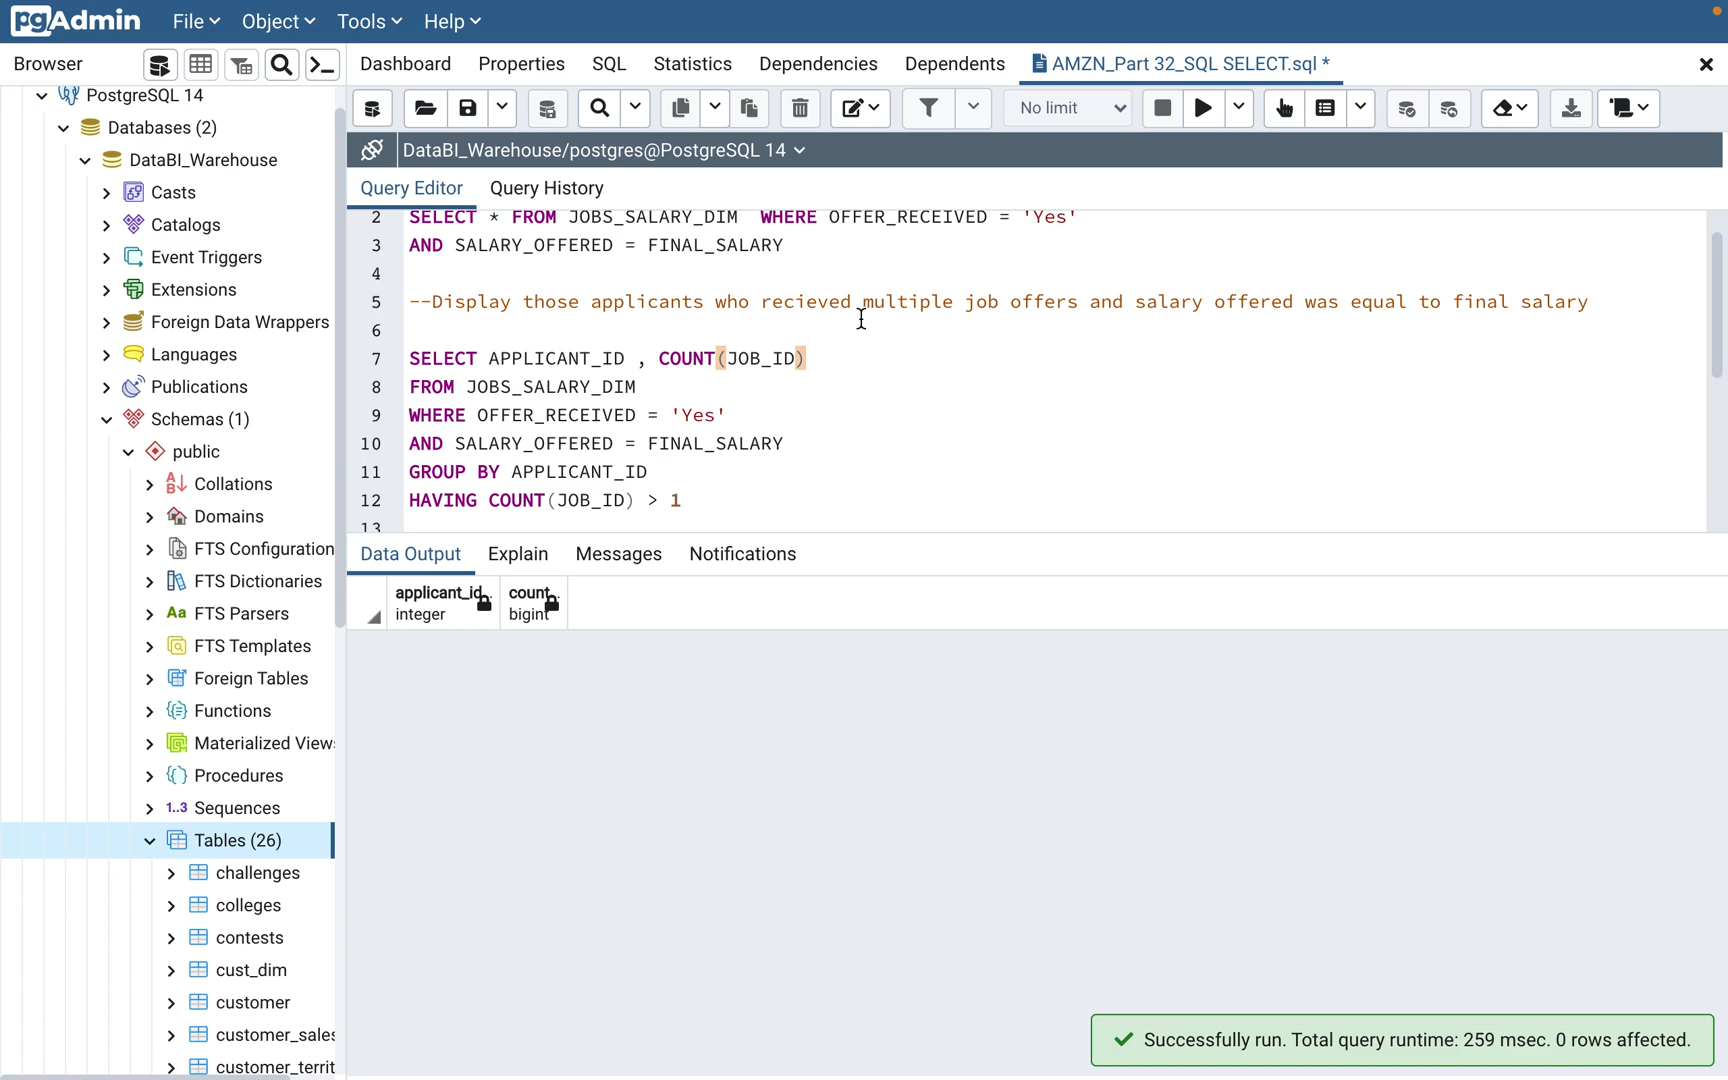 pgAdmin File Object Tools Help
Browser
Dashboard Properties SQL Statistics Dependencies Dependents AMZN_Part 32_SQL SELECT.sql *
No limit
DataBI_Warehouse/postgres@PostgreSQL 14
Query Editor Query History
PostgreSQL 14
Databases (2)
DataBI_Warehouse
Casts
Catalogs
Event Triggers
Extensions
Foreign Data Wrappers
Languages
Publications
Schemas (1)
public
Collations
Domains
FTS Configuration
FTS Dictionaries
Aa FTS Parsers
FTS Templates
Foreign Tables
Functions
Materialized View
Procedures
1..3 Sequences
Tables (26)
challenges
colleges
contests
cust_dim
customer
customer_sales
customer_territ
2 SELECT * FROM JOBS_SALARY_DIM WHERE OFFER_RECEIVED = 'Yes'
3 AND SALARY_OFFERED = FINAL_SALARY
4
5 --Display those applicants who recieved multiple job offers and salary offered was equal to final salary
6
7 SELECT APPLICANT_ID , COUNT(JOB_ID)
8 FROM JOBS_SALARY_DIM
9 WHERE OFFER_RECEIVED = 'Yes'
10 AND SALARY_OFFERED = FINAL_SALARY
11 GROUP BY APPLICANT_ID
12 HAVING COUNT(JOB_ID) > 1
13
Data Output Explain Messages Notifications
applicant_id count
integer bigint
Successfully run. Total query runtime: 259 msec. 0 rows affected.